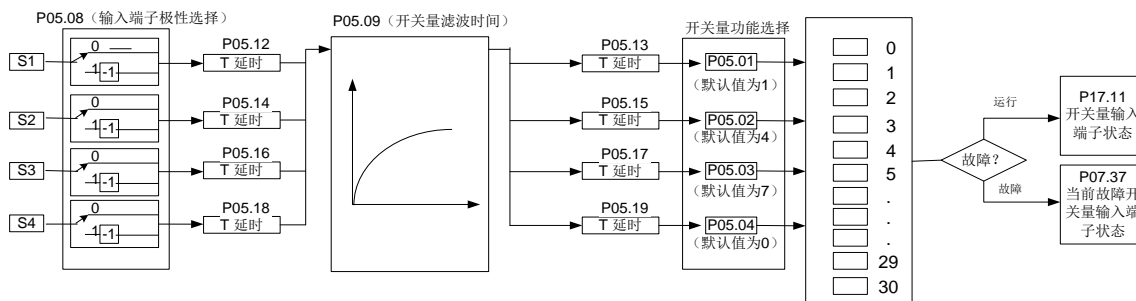 P05.08（输入端子极性选择）
S1
0
1
-1
P05.12
T 延时
S2
0
1
-1
P05.14
T 延时
S3
0
1
-1
P05.16
T 延时
S4
0
1
-1
P05.18
T 延时
P05.09（开关量滤波时间）
P05.13
T 延时
P05.15
T 延时
P05.17
T 延时
P05.19
T 延时
开关量功能选择
P05.01
（默认值为1）
P05.02
（默认值为4）
P05.03
（默认值为7）
P05.04
（默认值为0）
0
1
2
3
4
5
.
.
.
29
30
故障？
运行
故障
P17.11
开关量输入
端子状态
P07.37
当前故障开
关量输入端
子状态